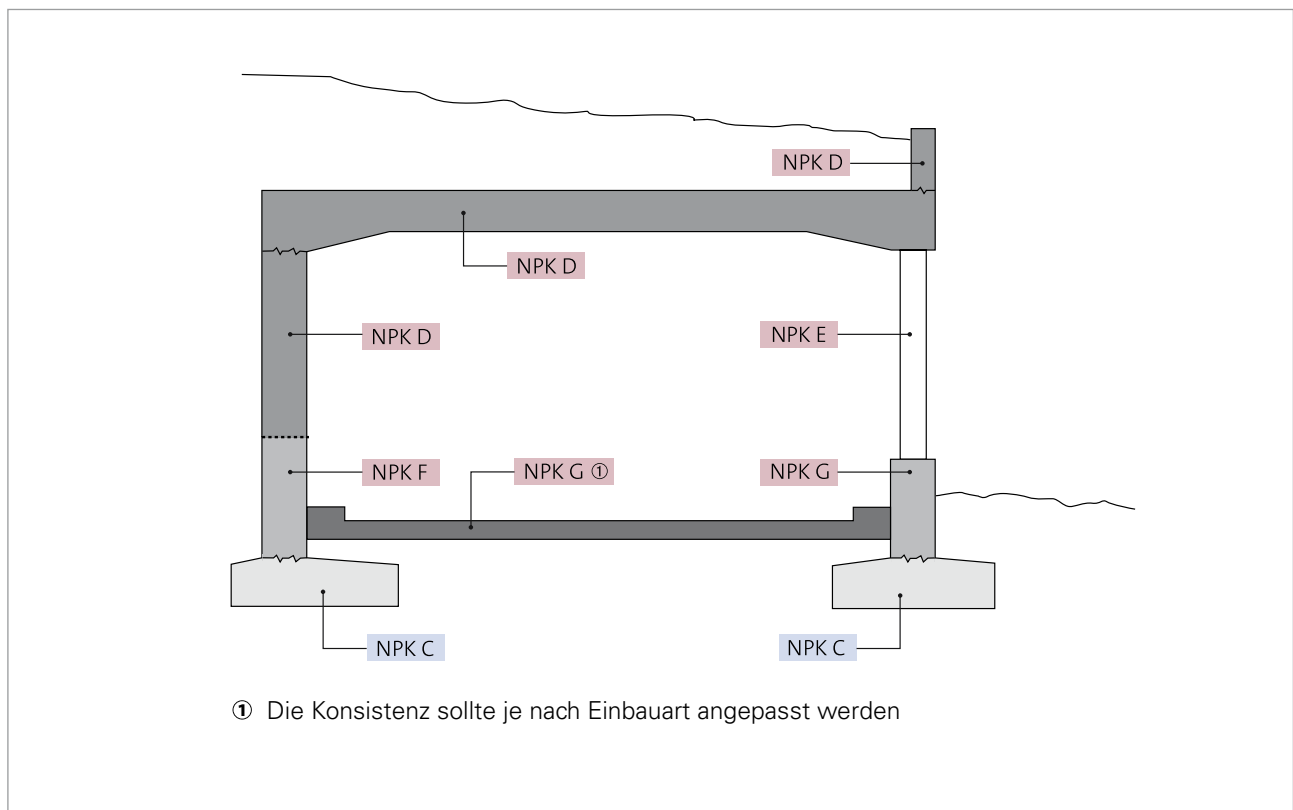 NPK D
NPK D
NPK D
NPK E
NPK F
NPK G ①
NPK G
NPK C
NPK C
① Die Konsistenz sollte je nach Einbauart angepasst werden